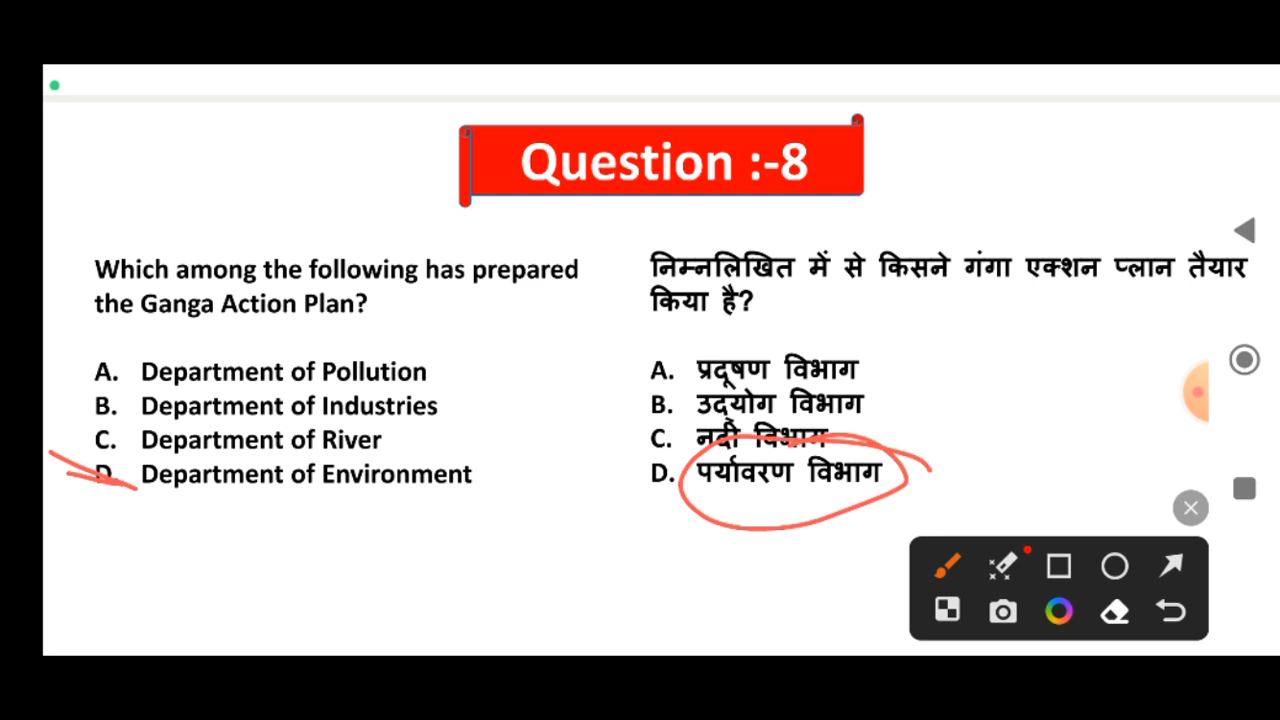 Question :-8
Which among the following has prepared
the Ganga Action Plan?
A. Department of Pollution
B. Department of Industries
C. Department of River
D. Department of Environment
निम्नलिखित में से किसने गंगा एक्शन प्लान तैयार
किया है?
A. प्रदूषण विभाग
B. उद्योग विभाग
C. नदी विभाग
D. पर्यावरण विभाग